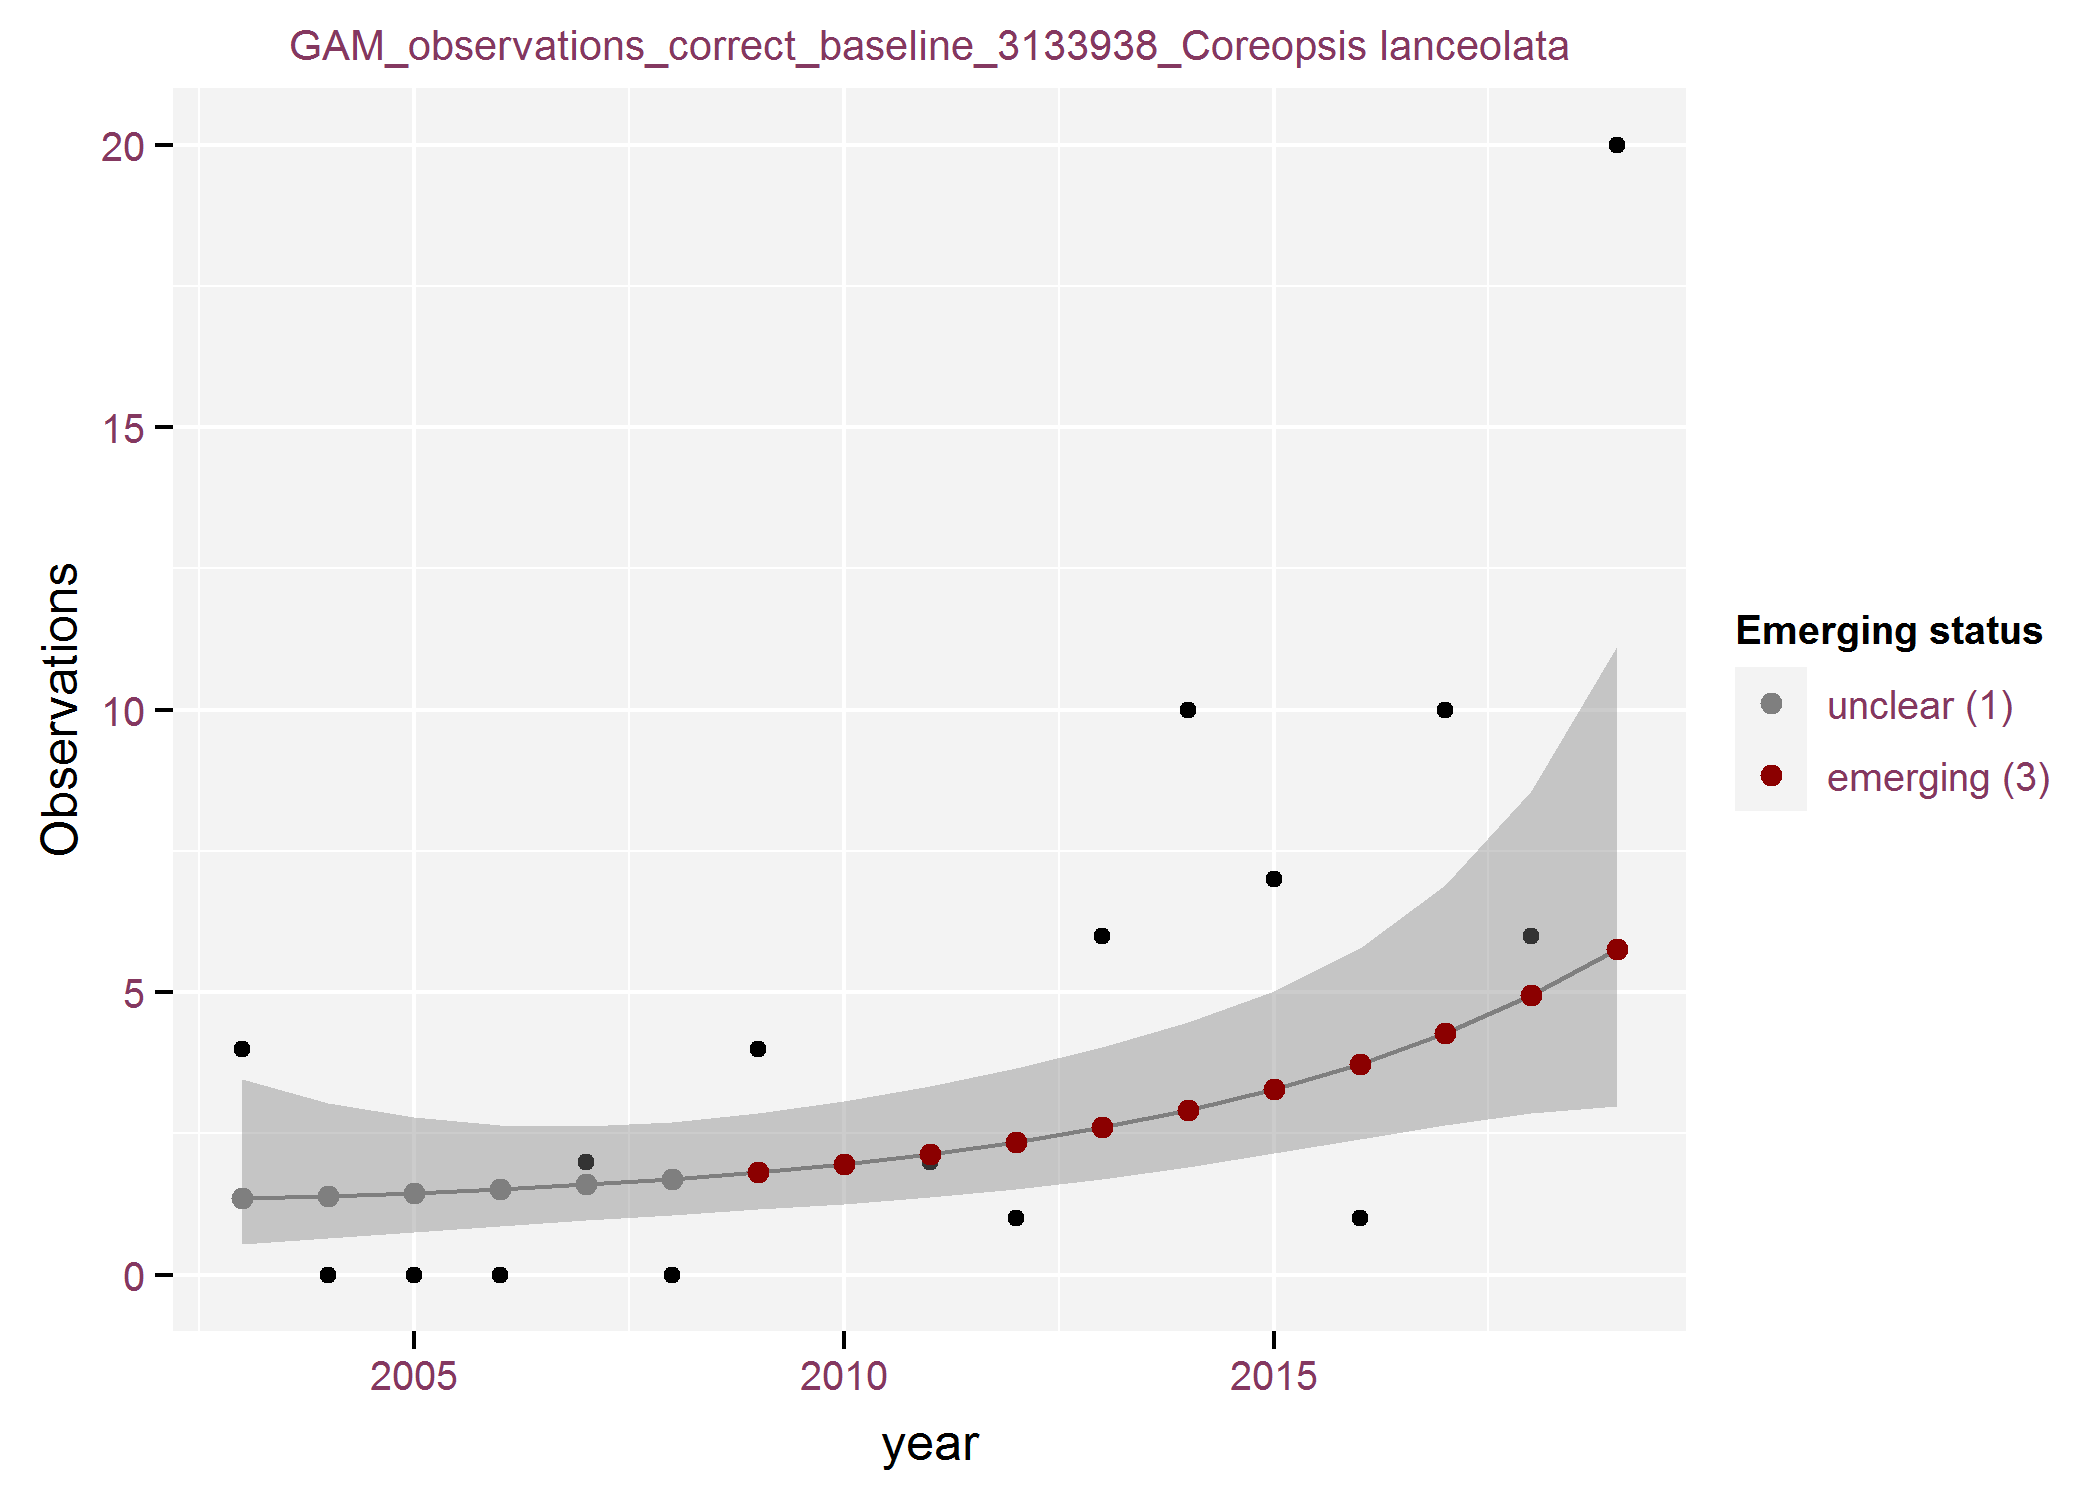 GAM_observations_correct_baseline_3133938_Coreopsis lanceolata
20
15
10
5
0
Observations
2005
2010
2015
year
Emerging status
unclear (1)
emerging (3)